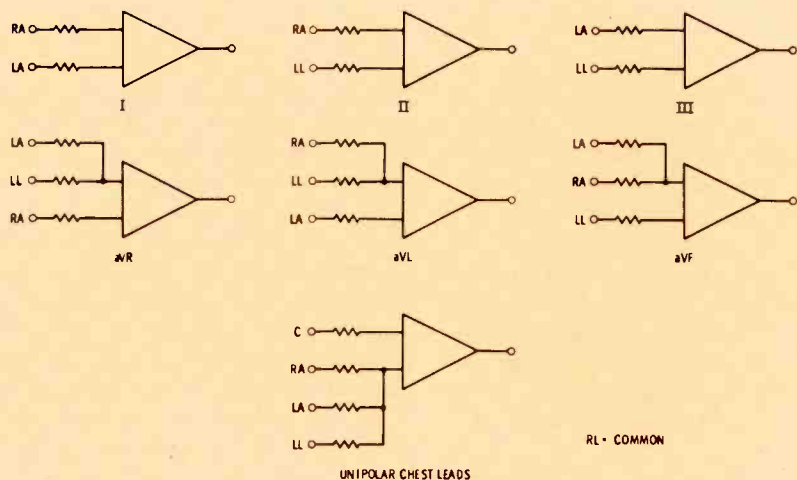 RA RA LA
LA LL LL
I II III
LA RA LA
LL LL RA
RA LA LL
aVR aVL aVF
C
RA
LA
LL
RL = COMMON
UNIPOLAR CHEST LEADS